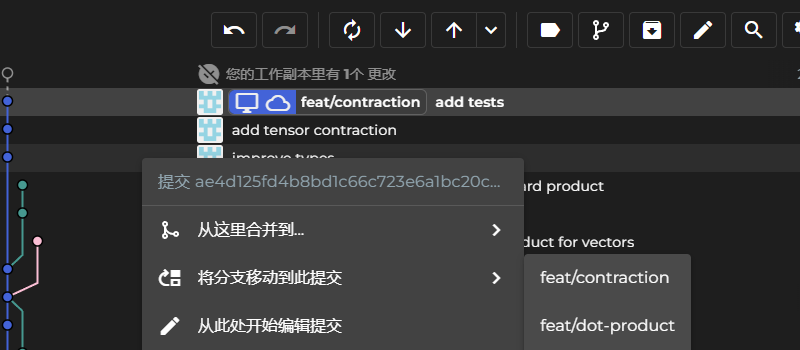 您的工作副本里有 1个 更改
feat/contraction add tests
add tensor contraction
improve types
提交 ae4d125fd4b8bd1c66c723e6a1bc20c...
rd product
从这里合并到...
duct for vectors
将分支移动到此提交
feat/contraction
从此处开始编辑提交
feat/dot-product